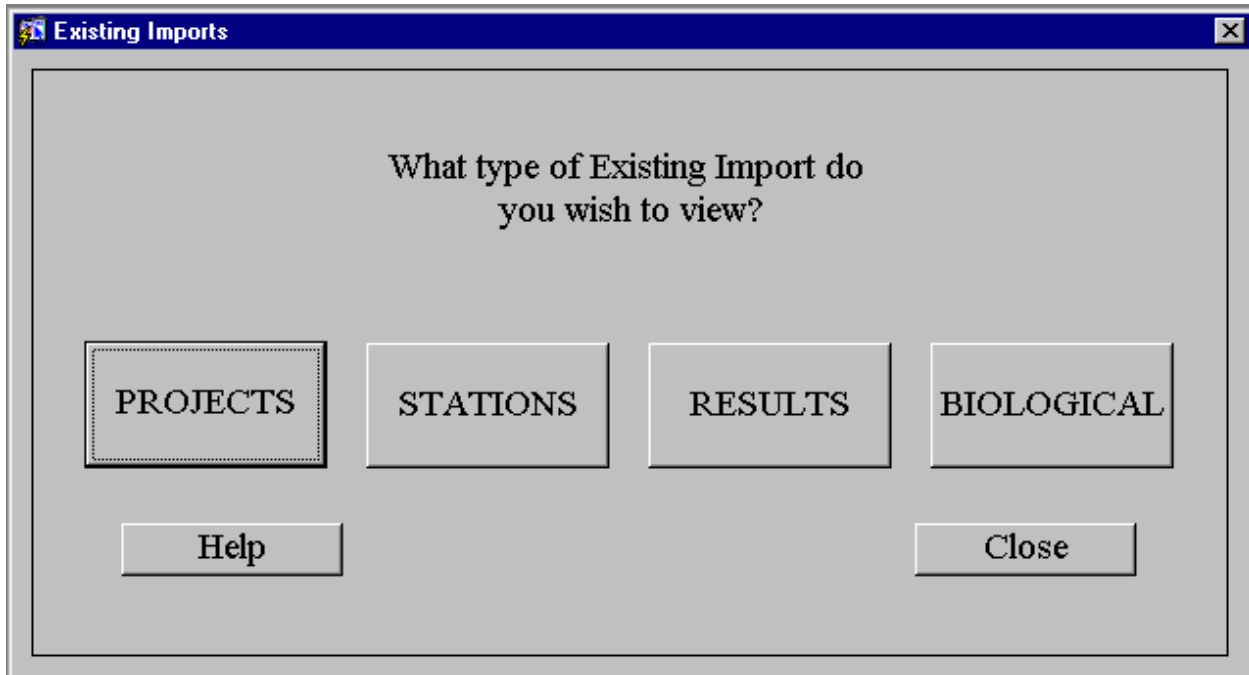 Existing Imports
What type of Existing Import do
you wish to view?
PROJECTS
STATIONS
RESULTS
BIOLOGICAL
Help
Close